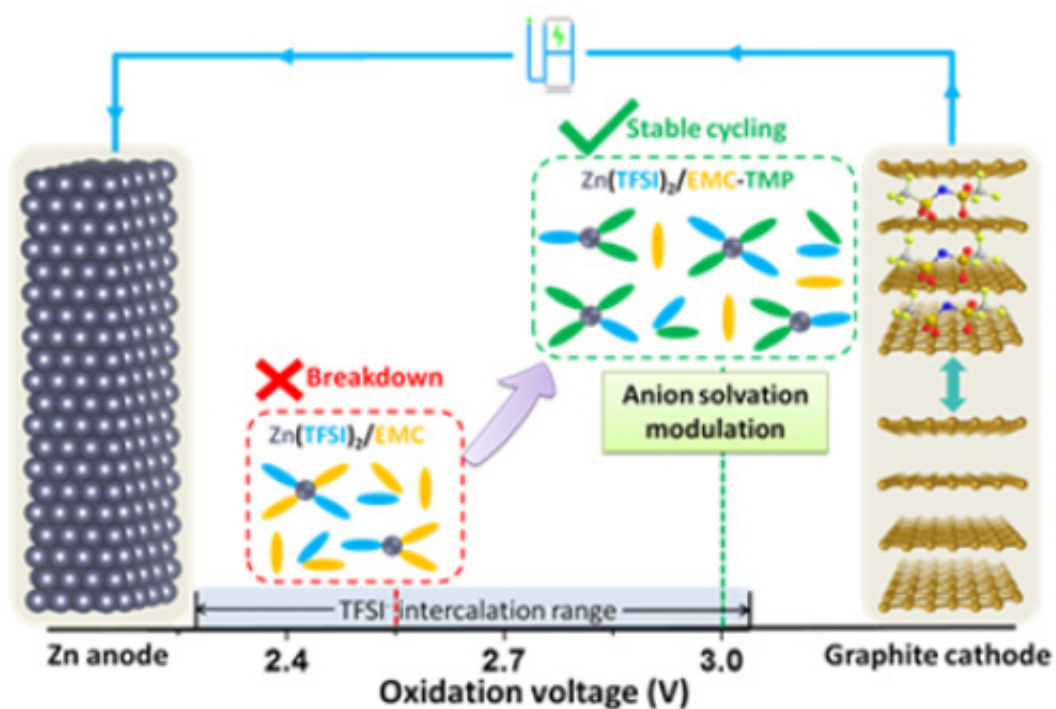 Stable cycling
Zn(TFSI)₂/EMC-TMP
Breakdown
Zn(TFSI)₂/EMC
Anion solvation
modulation
TFSI⁻ intercalation range
Zn anode
2.4
2.7
3.0
Graphite cathode
Oxidation voltage (V)